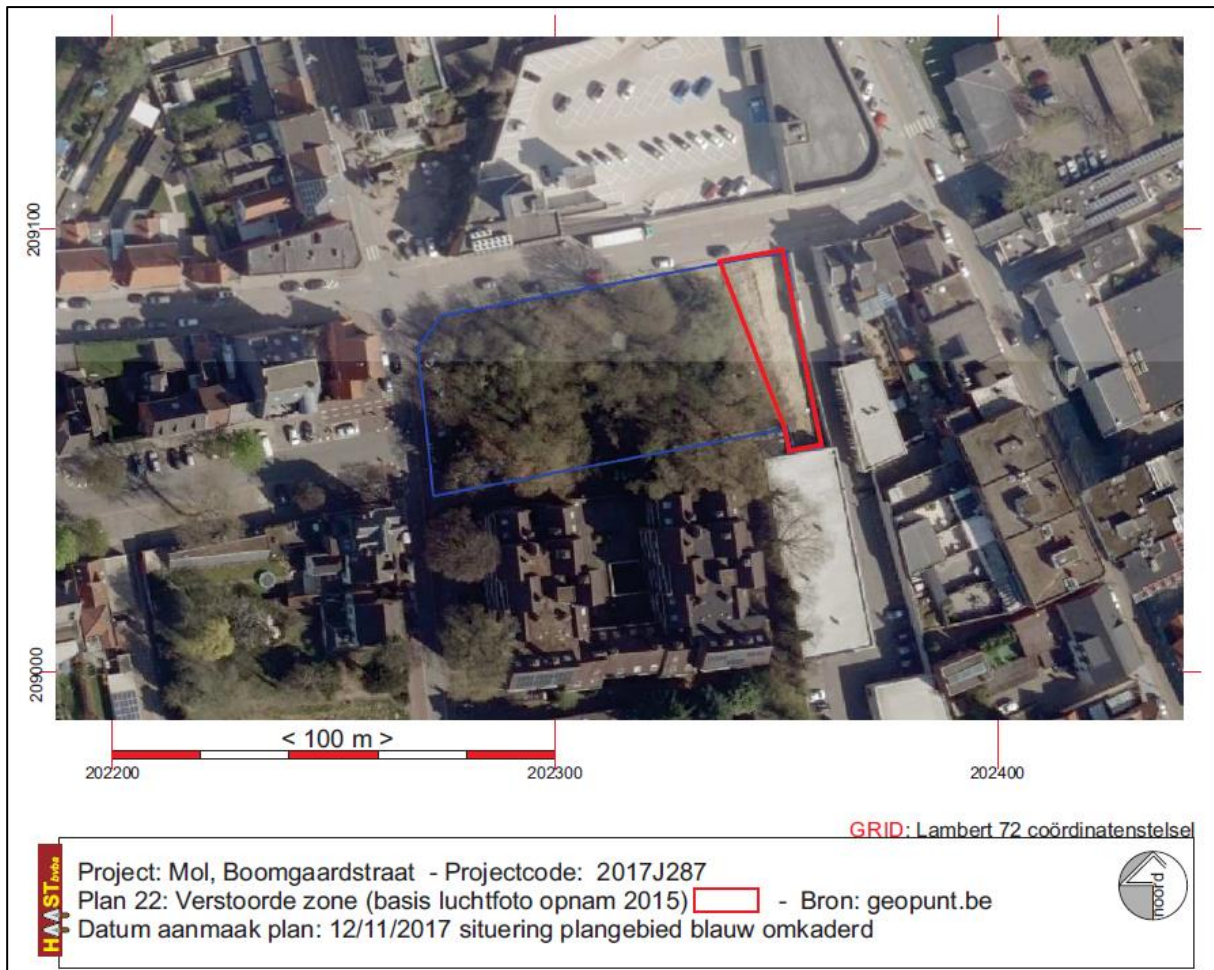 209100
209000
< 100 m >
202200
202300
202400
GRID: Lambert 72 coördinatenstelsel
HAAST bvba
Project: Mol, Boomgaardstraat - Projectcode: 2017J287
Plan 22: Verstoorde zone (basis luchtfoto opnam 2015) - Bron: geopunt.be
Datum aanmaak plan: 12/11/2017 situering plangebied blauw omkaderd
noord